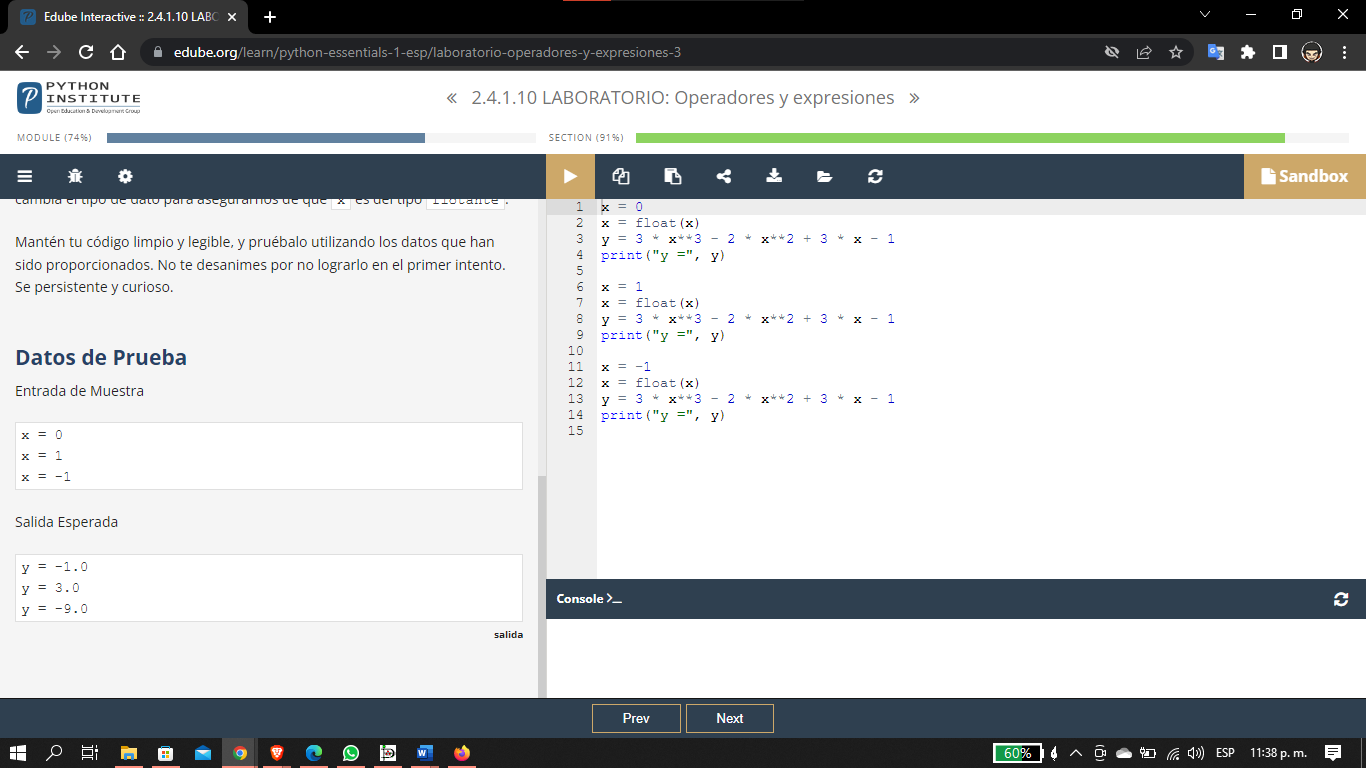 Edube Interactive :: 2.4.1.10 LABO
edube.org/learn/python-essentials-1-esp/laboratorio-operadores-y-expresiones-3
PYTHON
INSTITUTE
Open Education & Development Group
« 2.4.1.10 LABORATORIO: Operadores y expresiones »
MODULE (74%)
SECTION (91%)
Sandbox
cambia el tipo de dato para asegurarnos de que x es del tipo flotante.
Mantén tu código limpio y legible, y pruébalo utilizando los datos que han
sido proporcionados. No te desanimes por no lograrlo en el primer intento.
Se persistente y curioso.
Datos de Prueba
Entrada de Muestra
x = 0
x = 1
x = -1
Salida Esperada
y = -1.0
y = 3.0
y = -9.0
salida
1 x = 0
2 x = float(x)
3 y = 3 * x**3 - 2 * x**2 + 3 * x - 1
4 print("y =", y)
5
6 x = 1
7 x = float(x)
8 y = 3 * x**3 - 2 * x**2 + 3 * x - 1
9 print("y =", y)
10
11 x = -1
12 x = float(x)
13 y = 3 * x**3 - 2 * x**2 + 3 * x - 1
14 print("y =", y)
15
Console >_
Prev
Next
60%
ESP
11:38 p. m.